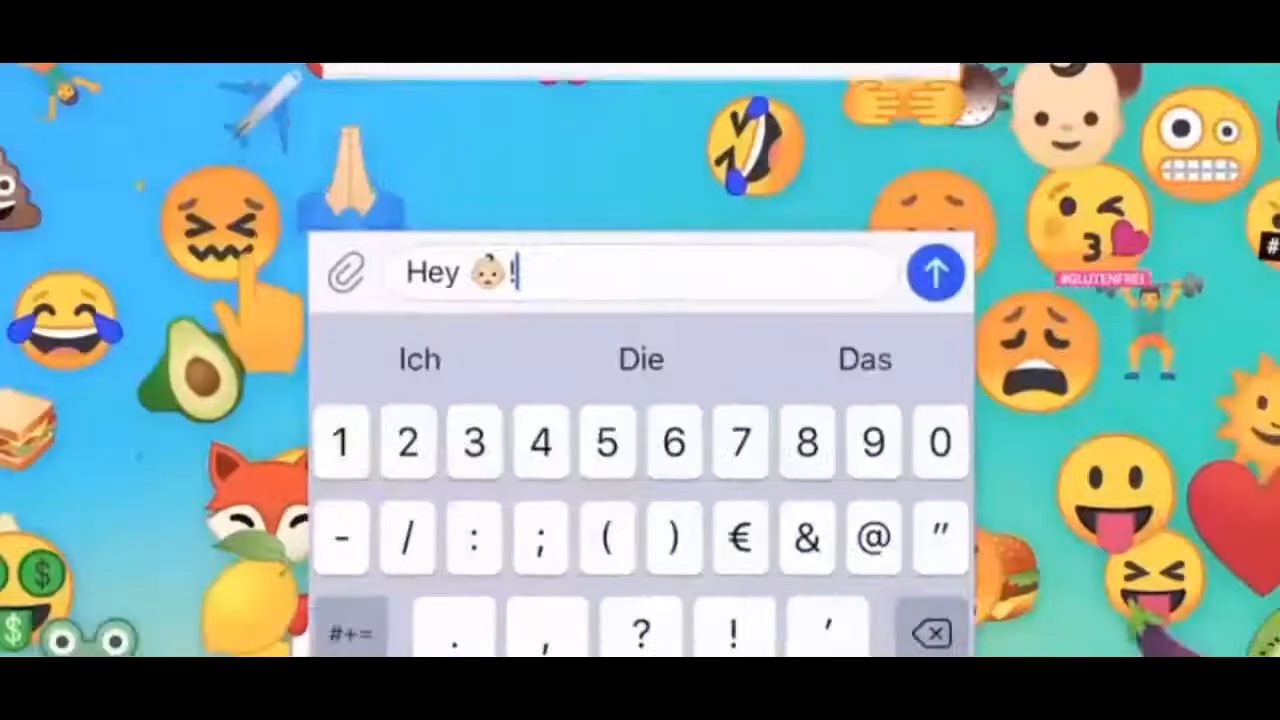 Hey 👶🏻!
#GLUTENFREI
Ich Die Das
1 2 3 4 5 6 7 8 9 0
- / : ; ( ) € & @ "
#+= . , ? ! '